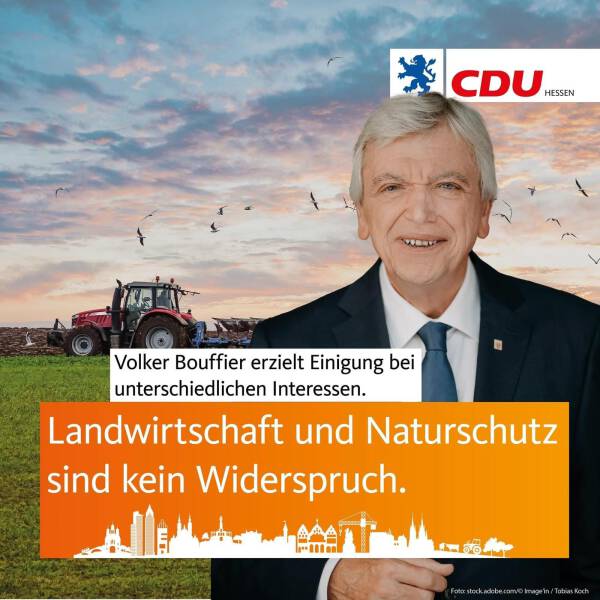 CDU HESSEN
Volker Bouffier erzielt Einigung bei
unterschiedlichen Interessen.
Landwirtschaft und Naturschutz
sind kein Widerspruch.
Foto: stock.adobe.com/© Image'in / Tobias Koch